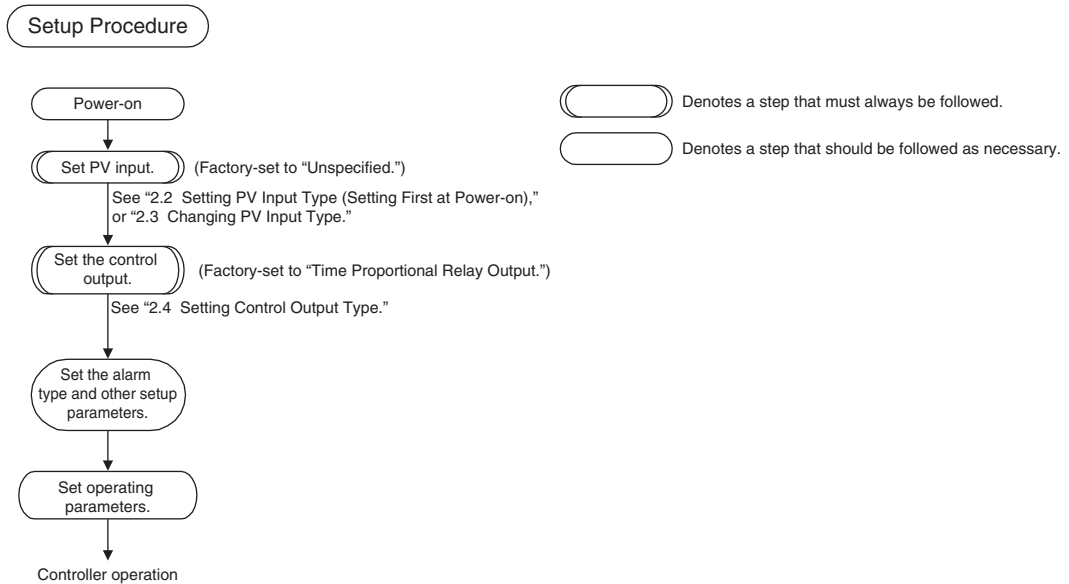 Setup Procedure
Power-on
Denotes a step that must always be followed.
Set PV input.
(Factory-set to “Unspecified.”)
Denotes a step that should be followed as necessary.
See “2.2 Setting PV Input Type (Setting First at Power-on),”
or “2.3 Changing PV Input Type.”
Set the control
output.
(Factory-set to “Time Proportional Relay Output.”)
See “2.4 Setting Control Output Type.”
Set the alarm
type and other setup
parameters.
Set operating
parameters.
Controller operation